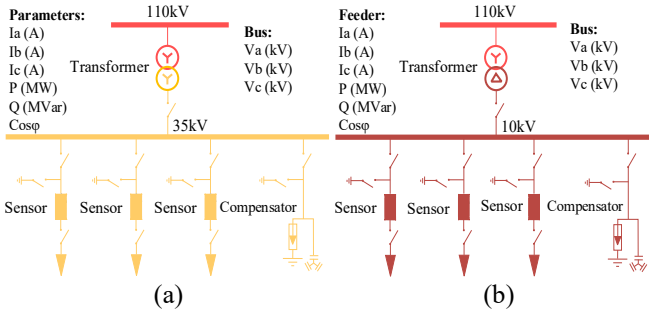 Parameters:
Ia (A)
Ib (A)
Ic (A)
P (MW)
Q (MVar)
Cosφ
110kV
Transformer
Bus:
Va (kV)
Vb (kV)
Vc (kV)
35kV
Sensor
Sensor
Sensor
Compensator
(a)
Feeder:
Ia (A)
Ib (A)
Ic (A)
P (MW)
Q (MVar)
Cosφ
110kV
Transformer
Bus:
Va (kV)
Vb (kV)
Vc (kV)
10kV
Sensor
Sensor
Sensor
Compensator
(b)